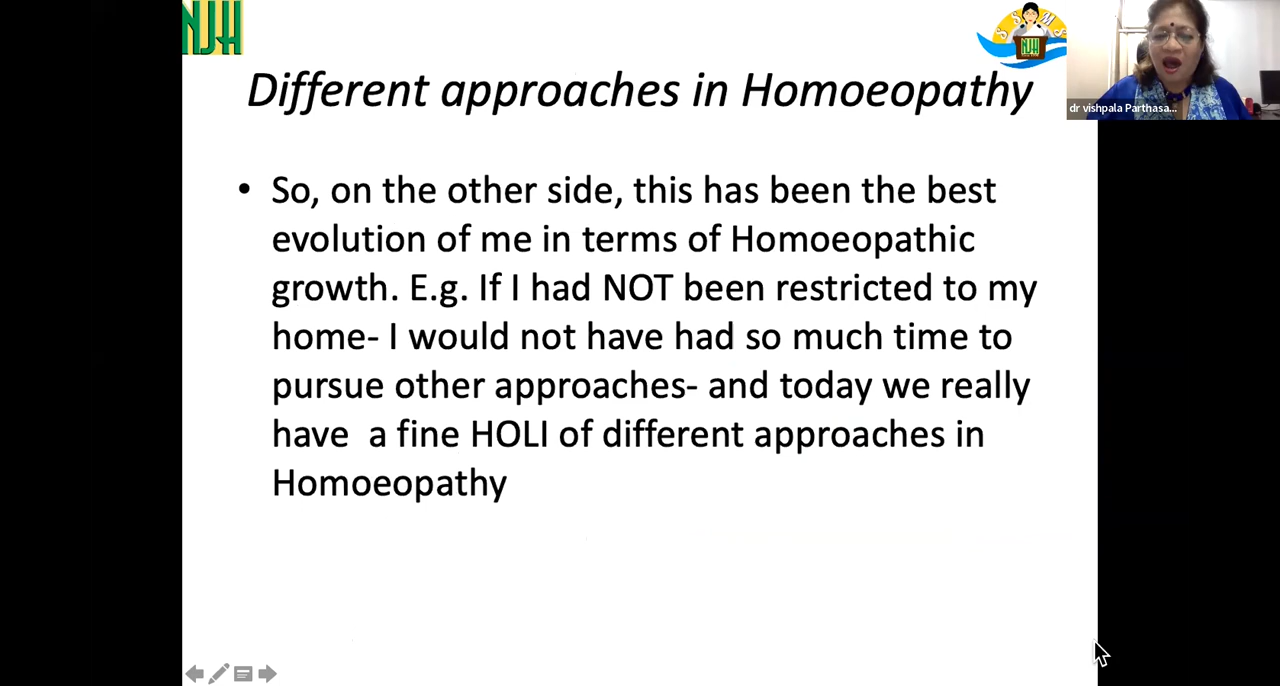 NJH
S S M S
NJH
dr vishpala Parthasa...
Different approaches in Homoeopathy
• So, on the other side, this has been the best
evolution of me in terms of Homoeopathic
growth. E.g. If I had NOT been restricted to my
home- I would not have had so much time to
pursue other approaches- and today we really
have  a fine HOLI of different approaches in
Homoeopathy